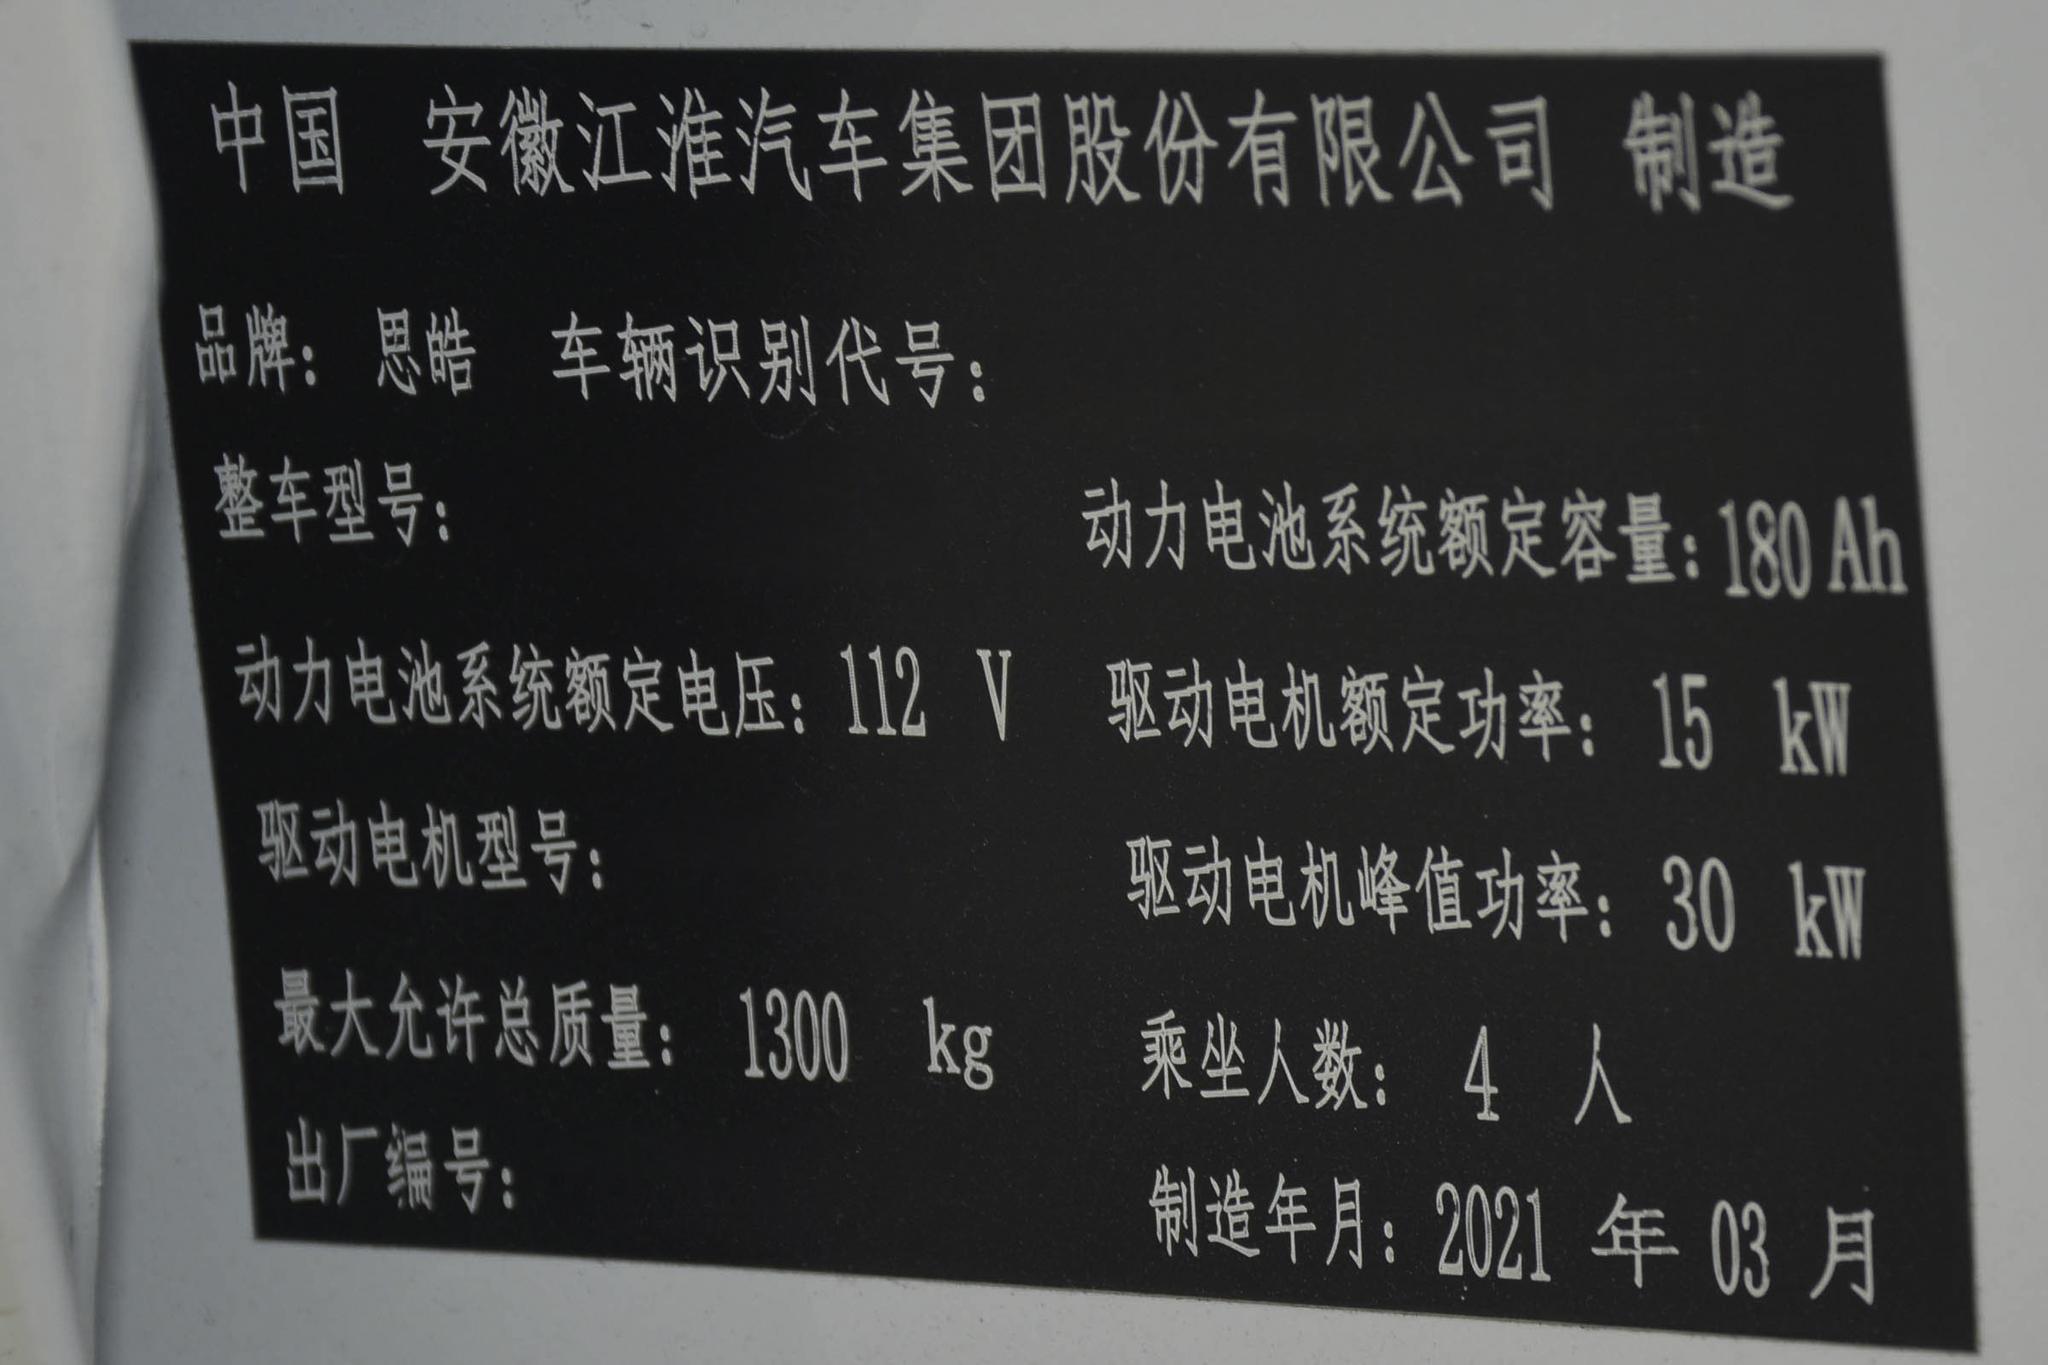 中国 安徽江淮汽车集团股份有限公司 制造
品牌: 思皓 车辆识别代号:
整车型号: 动力电池系统额定容量: 180 Ah
动力电池系统额定电压: 112 V 驱动电机额定功率: 15 kW
驱动电机型号: 驱动电机峰值功率: 30 kW
最大允许总质量: 1300 kg 乘坐人数: 4 人
出厂编号: 制造年月: 2021 年 03 月